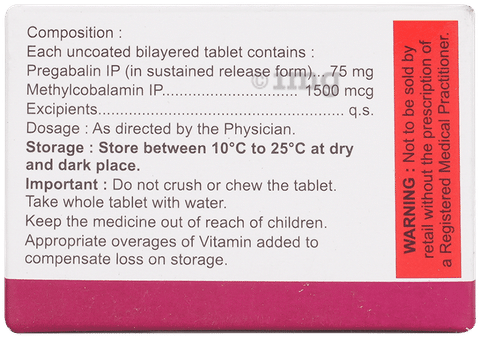 Composition :
Each uncoated bilayered tablet contains :
Pregabalin IP (in sustained release form).. 75 mg
Methylcobalamin IP............................ 1500 mcg
Excipients.................................................. q.s.
Dosage : As directed by the Physician.
Storage : Store between 10°C to 25°C at dry
and dark place.
Important : Do not crush or chew the tablet.
Take whole tablet with water.
Keep the medicine out of reach of children.
Appropriate overages of Vitamin added to
compensate loss on storage.
WARNING : Not to be sold by
retail without the prescription of
a Registered Medical Practitioner.
©1mg